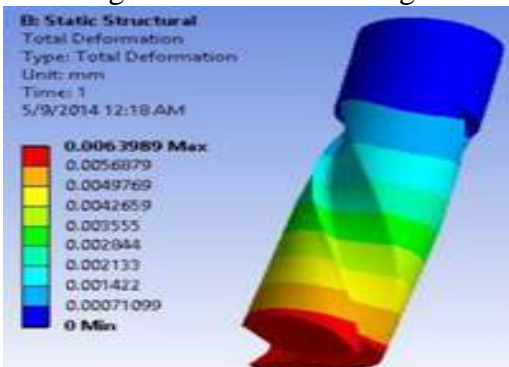 B: Static Structural
Total Deformation
Type: Total Deformation
Unit: mm
Time: 1
5/9/2014 12:18 AM
0.0063989 Max
0.0056879
0.0049769
0.0042659
0.003555
0.002844
0.002133
0.001422
0.00071099
0 Min